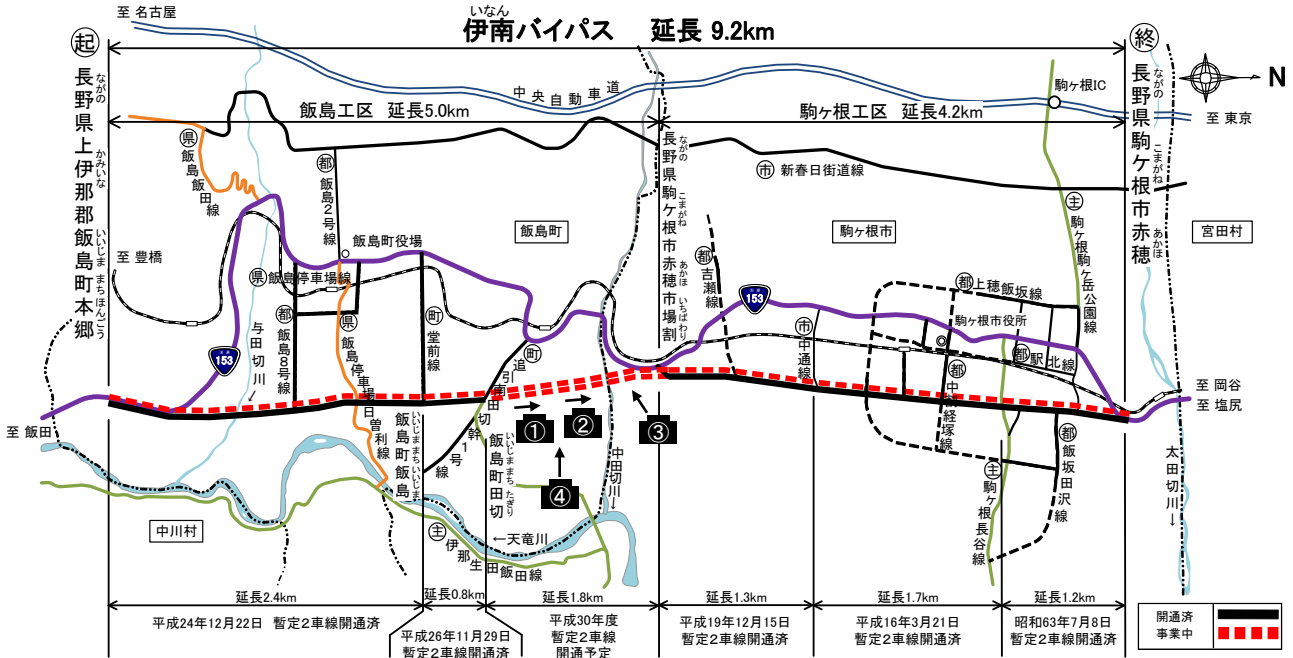 至 名古屋
いなん
伊南バイパス 延長 9.2km
起
長野県上伊那郡飯島町本郷
ながの
かみいな
いいじま
まち
ほんごう
終
長野県駒ヶ根市赤穂
ながの
こまがね
あかほ
N
中央自動車道
駒ヶ根IC
至 東京
飯島工区 延長5.0km
駒ヶ根工区 延長4.2km
長野県駒ヶ根市赤穂市場割
ながの
こまがね
あかほ
いちばわり
県 飯島飯田線
都 飯島2号線
市 新春日街道線
主 駒ヶ根駒ヶ岳公園線
飯島町
駒ヶ根市
宮田村
飯島町役場
至 豊橋
県 飯島停車場線
都 吉瀬線
都 上穂飯坂線
153
153
与田切川→
都 飯島8号線
県 飯島停車場日曽利線
町 堂前線
町 追引南田切幹1号線
市 中通線
駒ヶ根市役所
都 駅北線
都 中割経塚線
至 岡谷
至 塩尻
至 飯田
飯島町飯島
いいじま
まち
いいじま
飯島町田切
いいじま
まち
たぎり
①
②
③
④
中田切川→
都 飯坂田沢線
主 駒ヶ根長谷線
太田切川→
中川村
←天竜川
主 伊那生田飯田線
延長2.4km
延長0.8km
延長1.8km
延長1.3km
延長1.7km
延長1.2km
平成24年12月22日 暫定2車線開通済
平成26年11月29日
暫定2車線開通済
平成30年度
暫定2車線
開通予定
平成19年12月15日
暫定2車線開通済
平成16年3月21日
暫定2車線開通済
昭和63年7月8日
暫定2車線開通済
開通済
事業中